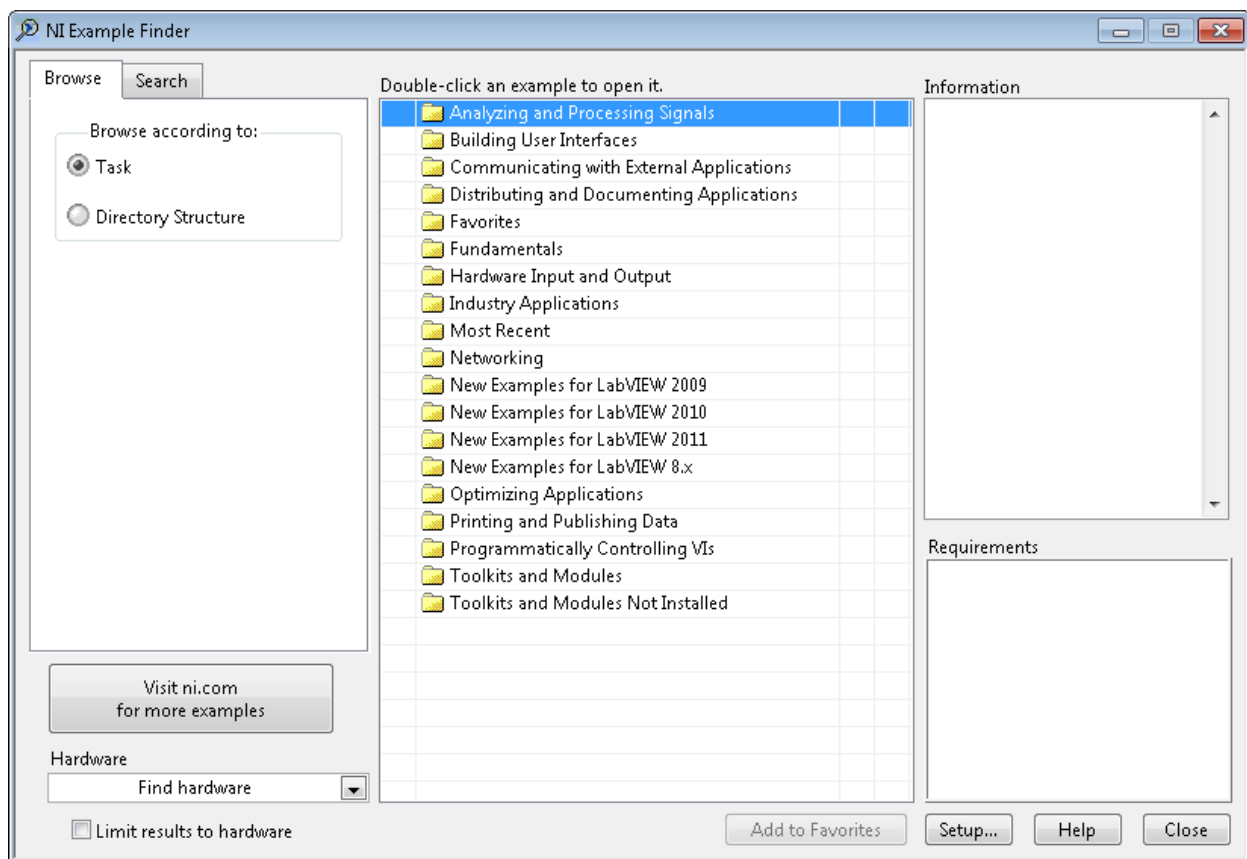 NI Example Finder
Browse
Search
Browse according to:
Task
Directory Structure
Visit ni.com
for more examples
Hardware
Find hardware
Limit results to hardware
Double-click an example to open it.
Analyzing and Processing Signals
Building User Interfaces
Communicating with External Applications
Distributing and Documenting Applications
Favorites
Fundamentals
Hardware Input and Output
Industry Applications
Most Recent
Networking
New Examples for LabVIEW 2009
New Examples for LabVIEW 2010
New Examples for LabVIEW 2011
New Examples for LabVIEW 8.x
Optimizing Applications
Printing and Publishing Data
Programmatically Controlling VIs
Toolkits and Modules
Toolkits and Modules Not Installed
Information
Requirements
Add to Favorites
Setup...
Help
Close